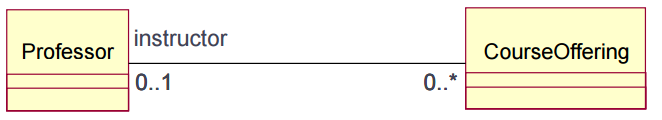 instructor
Professor
CourseOffering
0..1
0..*